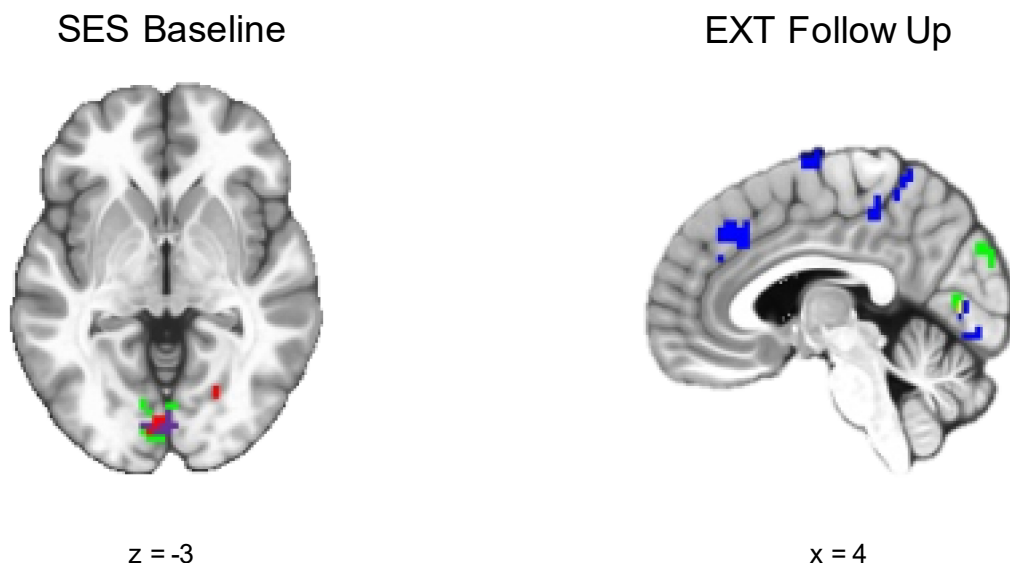 SES Baseline
EXT Follow Up
z = -3
x = 4